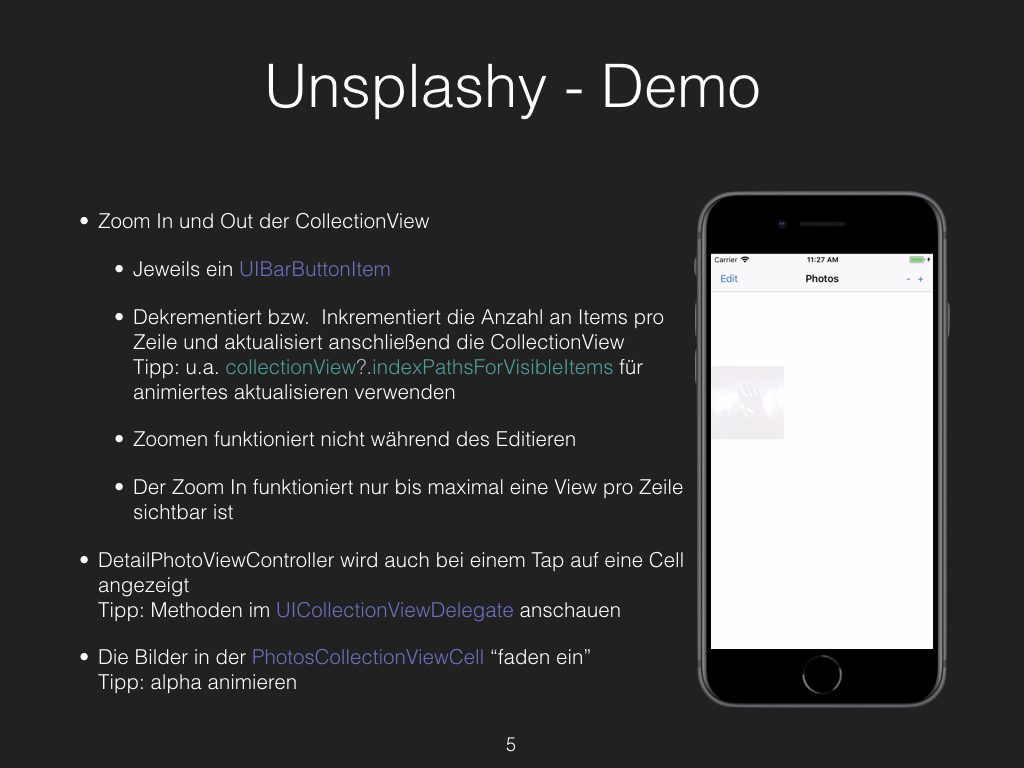 Unsplashy - Demo
• Zoom In und Out der CollectionView
• Jeweils ein UIBarButtonItem
• Dekrementiert bzw.  Inkrementiert die Anzahl an Items pro
Zeile und aktualisiert anschließend die CollectionView
Tipp: u.a. collectionView?.indexPathsForVisibleItems für
animiertes aktualisieren verwenden
• Zoomen funktioniert nicht während des Editieren
• Der Zoom In funktioniert nur bis maximal eine View pro Zeile
sichtbar ist
• DetailPhotoViewController wird auch bei einem Tap auf eine Cell
angezeigt
Tipp: Methoden im UICollectionViewDelegate anschauen
• Die Bilder in der PhotosCollectionViewCell “faden ein”
Tipp: alpha animieren
Carrier 11:27 AM
Edit Photos - +
5